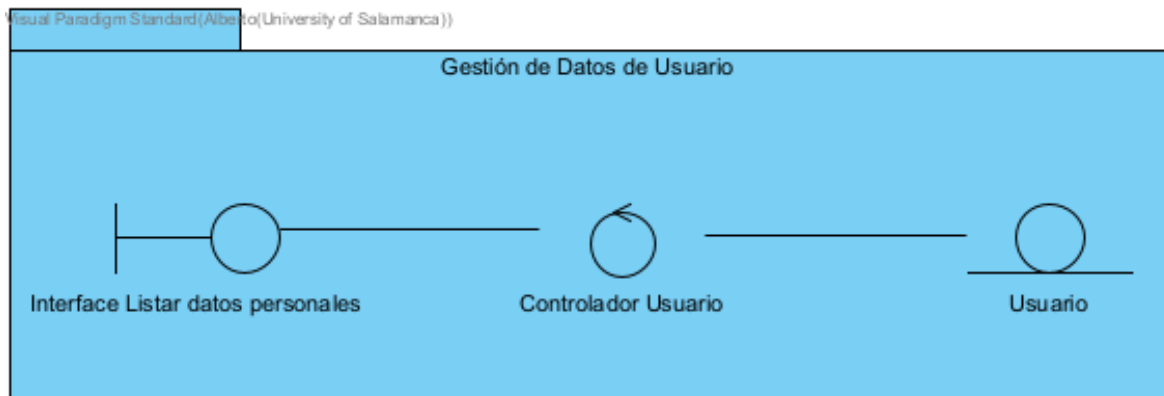 Visual Paradigm Standard(Alberto(University of Salamanca))
Gestión de Datos de Usuario
Interface Listar datos personales
Controlador Usuario
Usuario